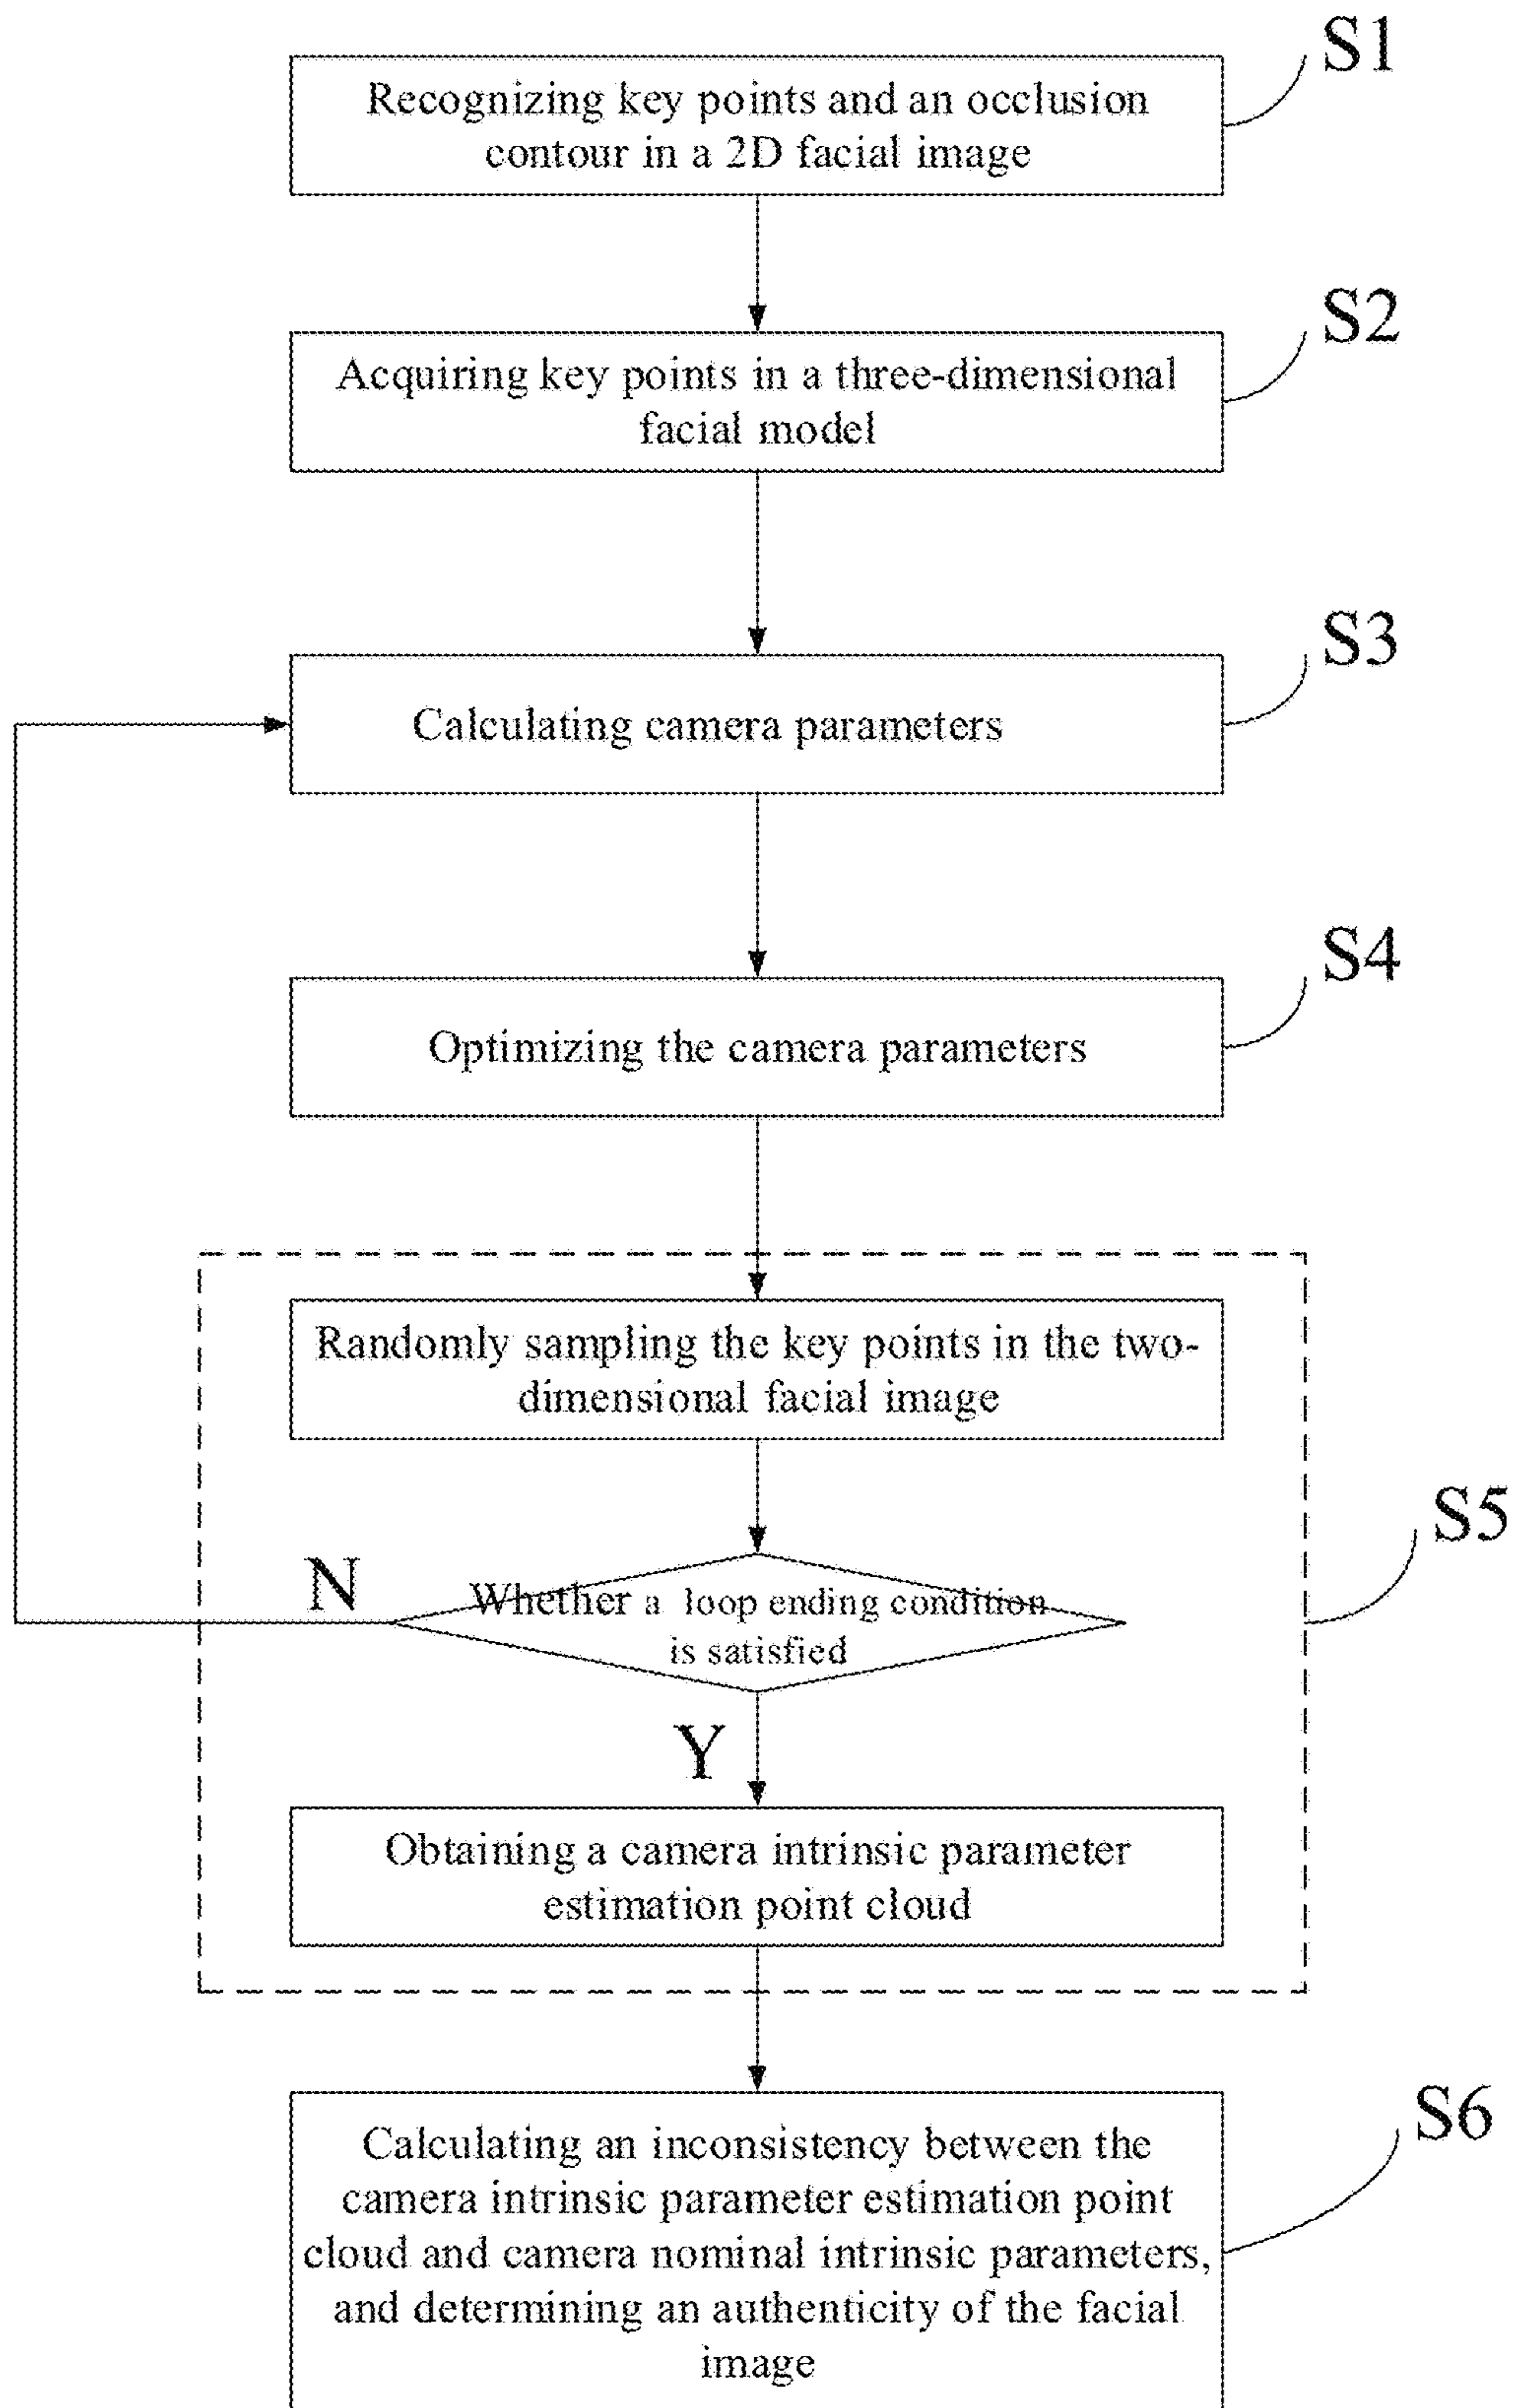 S1
Recognizing key points and an occlusion
contour in a 2D facial image
S2
Acquiring key points in a three-dimensional
facial model
S3
Calculating camera parameters
S4
Optimizing the camera parameters
Randomly sampling the key points in the two-
dimensional facial image
S5
N
Whether a loop ending condition
is satisfied
Y
Obtaining a camera intrinsic parameter
estimation point cloud
S6
Calculating an inconsistency between the
camera intrinsic parameter estimation point
cloud and camera nominal intrinsic parameters,
and determining an authenticity of the facial
image